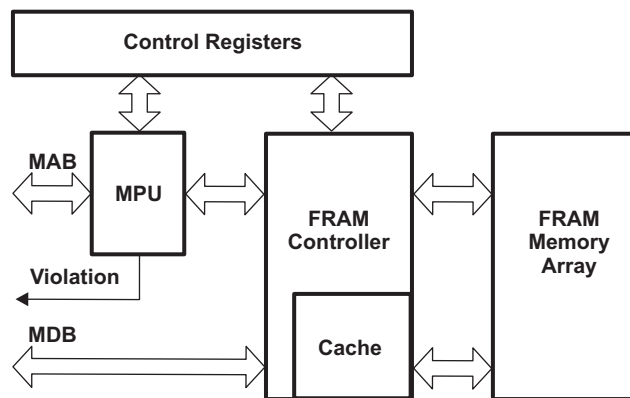 Control Registers
MAB
MPU
FRAM
Controller
FRAM
Memory
Array
Violation
MDB
Cache